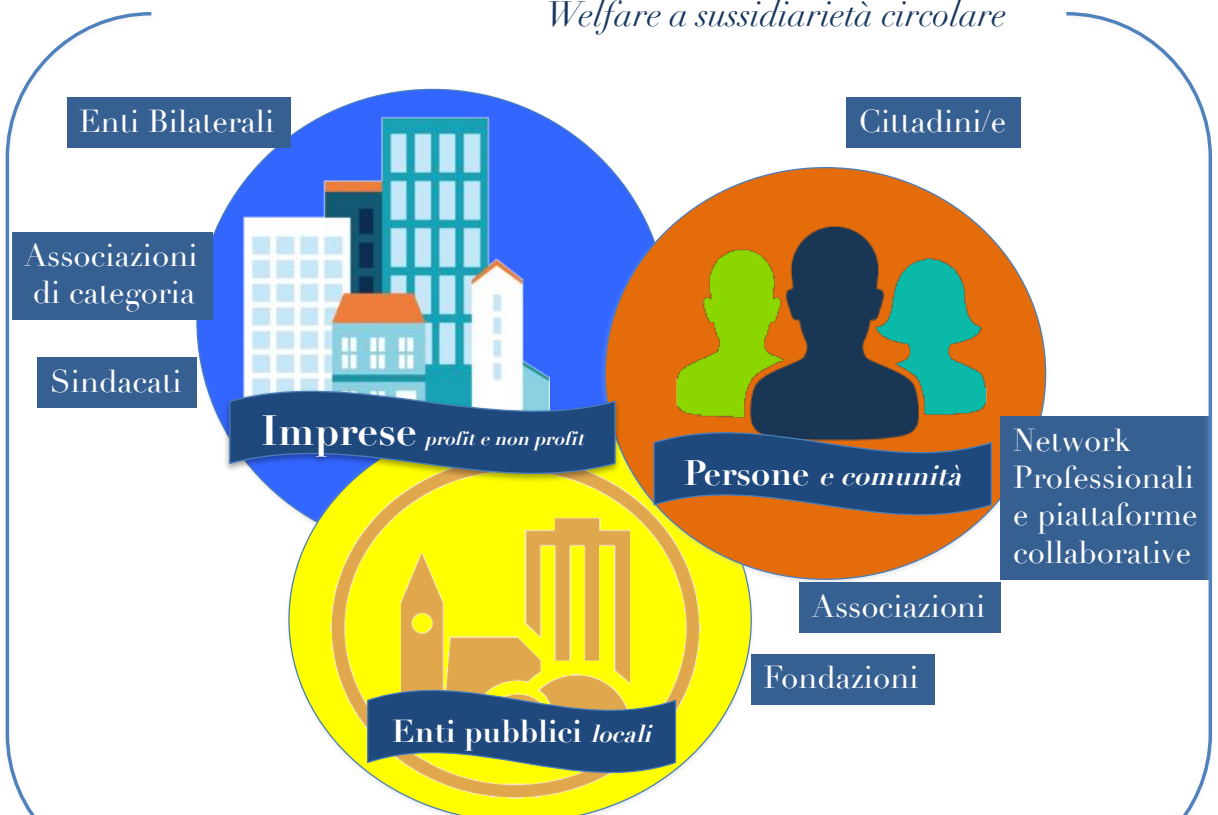 Welfare a sussidiarietà circolare
Enti Bilaterali
Cittadini/e
Associazioni
di categoria
Sindacati
Imprese profit e non profit
Persone e comunità
Network
Professionali
e piattaforme
collaborative
Associazioni
Fondazioni
Enti pubblici locali